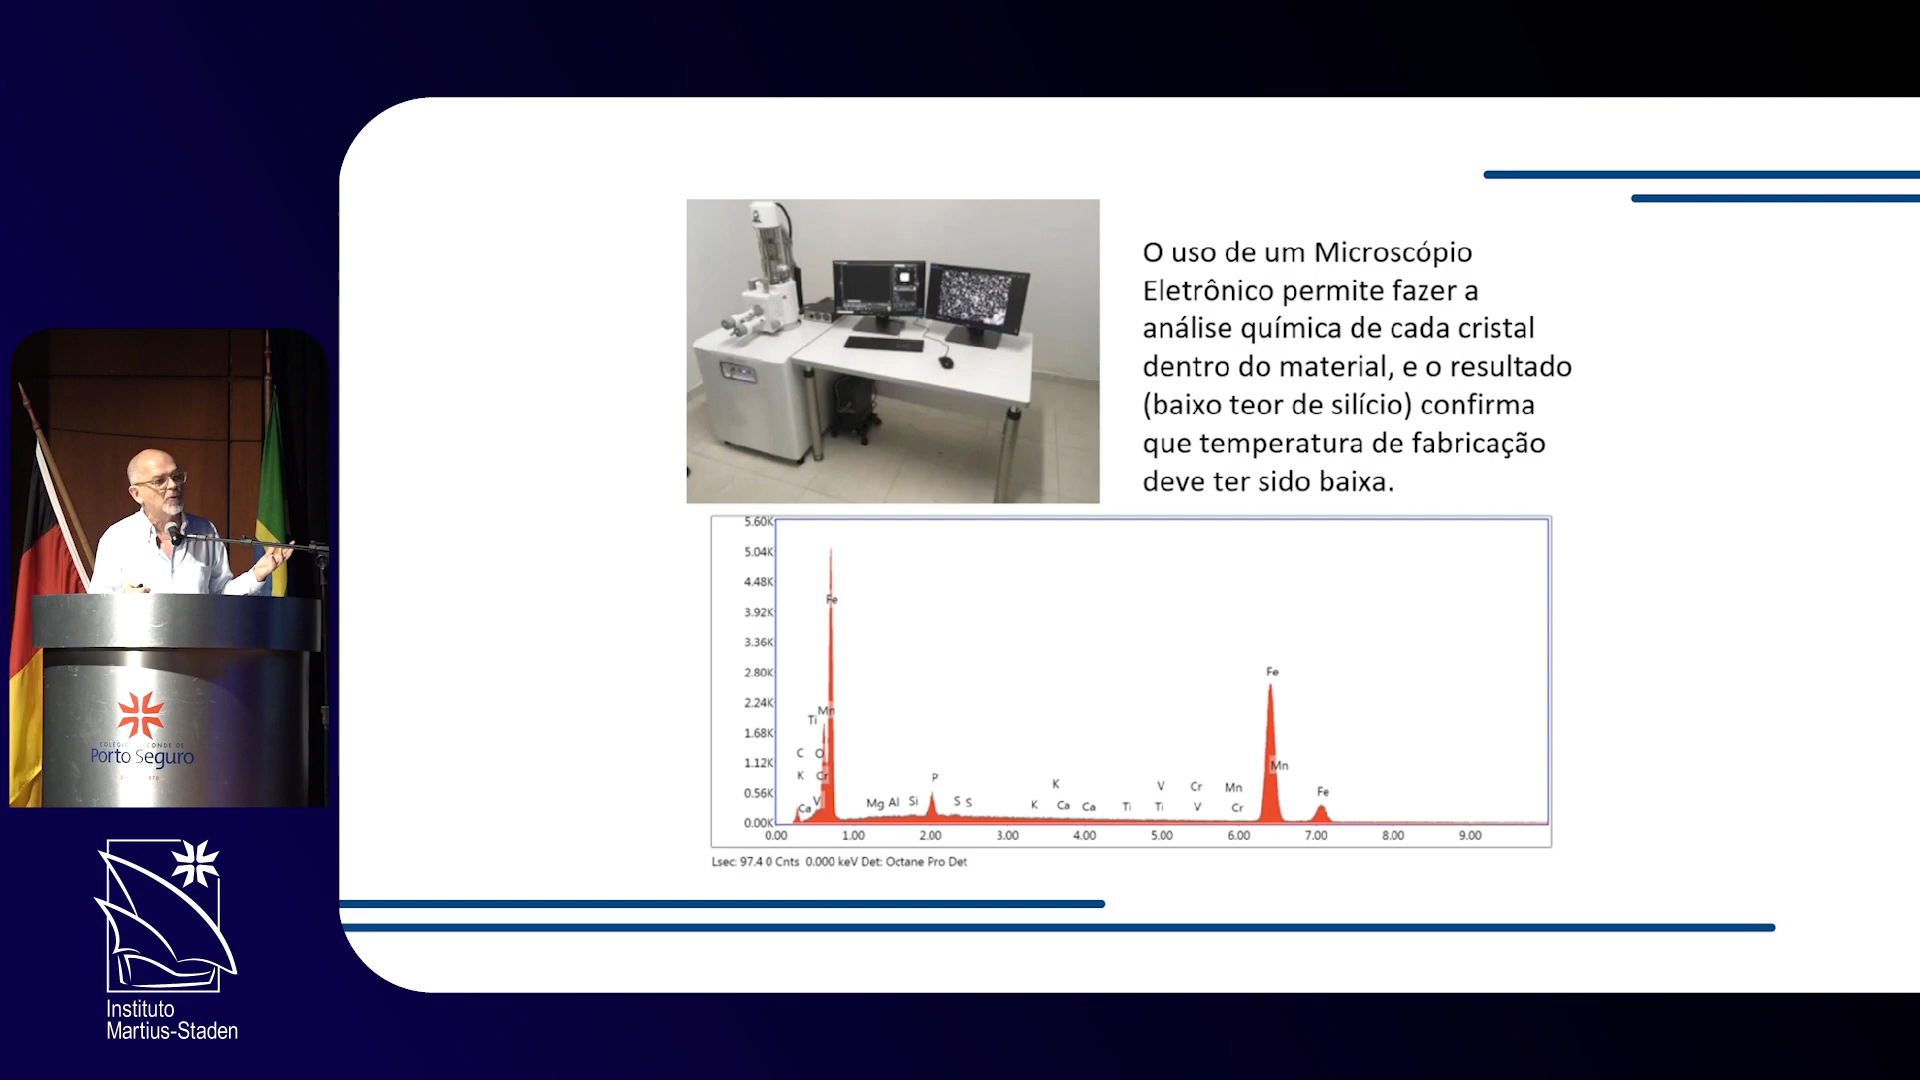 O uso de um Microscópio
Eletrônico permite fazer a
análise química de cada cristal
dentro do material, e o resultado
(baixo teor de silício) confirma
que temperatura de fabricação
deve ter sido baixa.
5.60K
5.04K
4.48K
3.92K
3.36K
2.80K
2.24K
1.68K
1.12K
0.56K
0.00K
Fe
Fe
Ti Mn
C O
K Cr
Ca V
Mg Al Si
P
S S
K
K Ca Ca
Ti
V Cr Mn
Ti V Cr
Mn
Fe
0.00 1.00 2.00 3.00 4.00 5.00 6.00 7.00 8.00 9.00
Lsec: 97.4 0 Cnts 0.000 keV Det: Octane Pro Det
Porto Seguro
Instituto
Martius-Staden